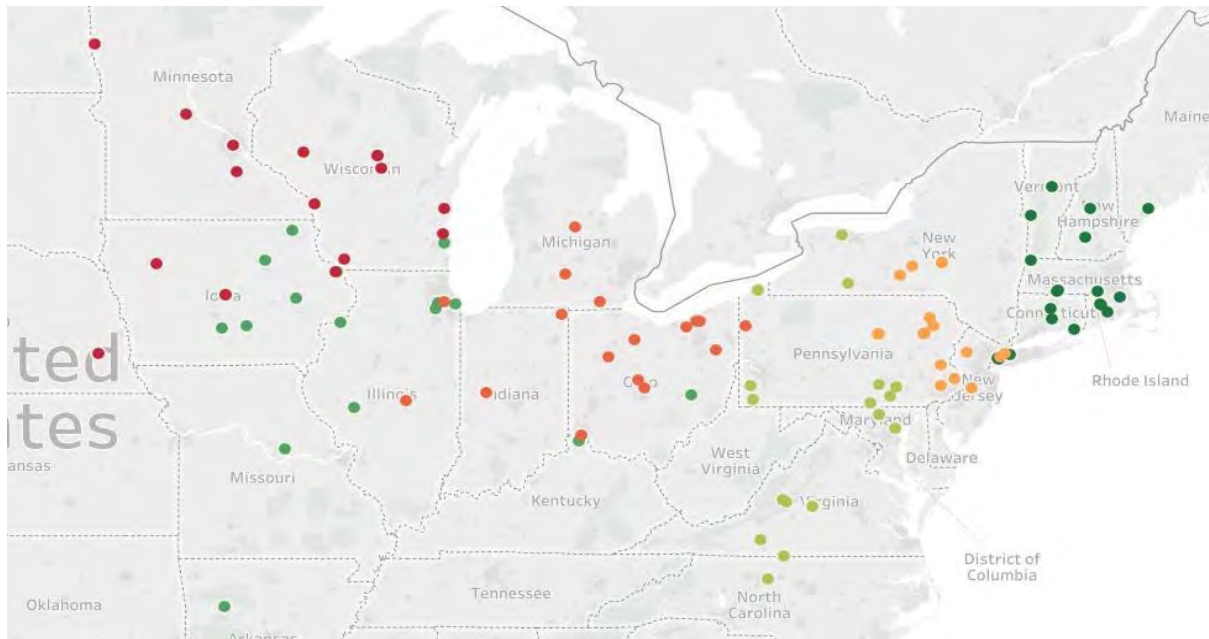 Minnesota
Maine
Wisconsin
Vermont
New
Hampshire
Michigan
New
York
Massachusetts
Iowa
Connecticut
ted
Pennsylvania
Rhode Island
Illinois
Indiana
Ohio
New
Jersey
tes
Maryland
ansas
Missouri
West
Virginia
Delaware
Kentucky
Virginia
District of
Columbia
Oklahoma
Tennessee
North
Carolina
Arkansas